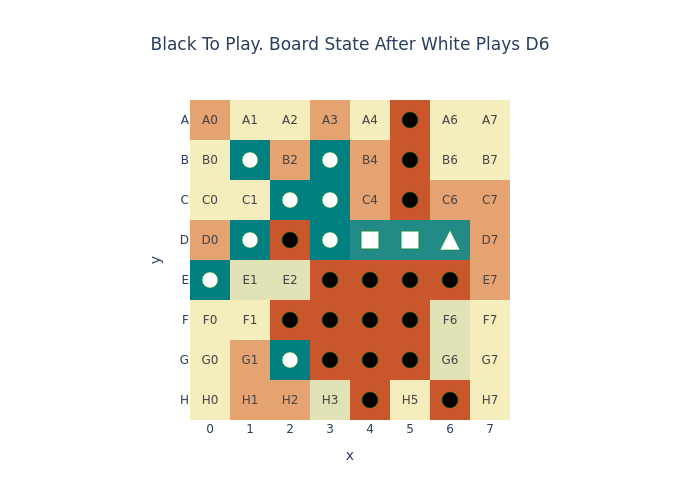 Black To Play. Board State After White Plays D6
A A0 A1 A2 A3 A4 A6 A7
B B0 B2 B4 B6 B7
C C0 C1 C4 C6 C7
D D0 D7
E E1 E2 E7
F F0 F1 F6 F7
G G0 G1 G6 G7
H H0 H1 H2 H3 H5 H7
0 1 2 3 4 5 6 7
x
y